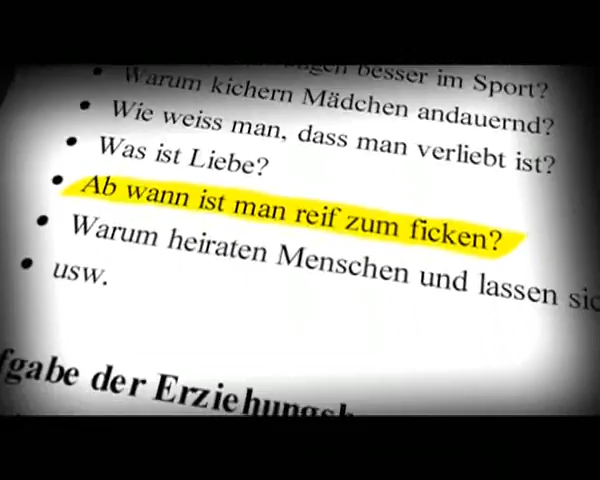 besser im Sport?
• Warum kichern Mädchen andauernd?
• Wie weiss man, dass man verliebt ist?
• Was ist Liebe?
• Ab wann ist man reif zum ficken?
• Warum heiraten Menschen und lassen
• usw.
der